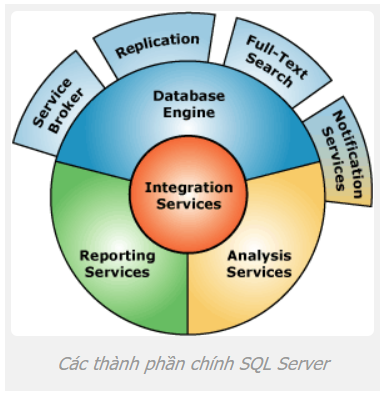 Service
Broker
Replication
Full-Text
Search
Notification
Services
Database
Engine
Integration
Services
Reporting
Services
Analysis
Services
Các thành phần chính SQL Server